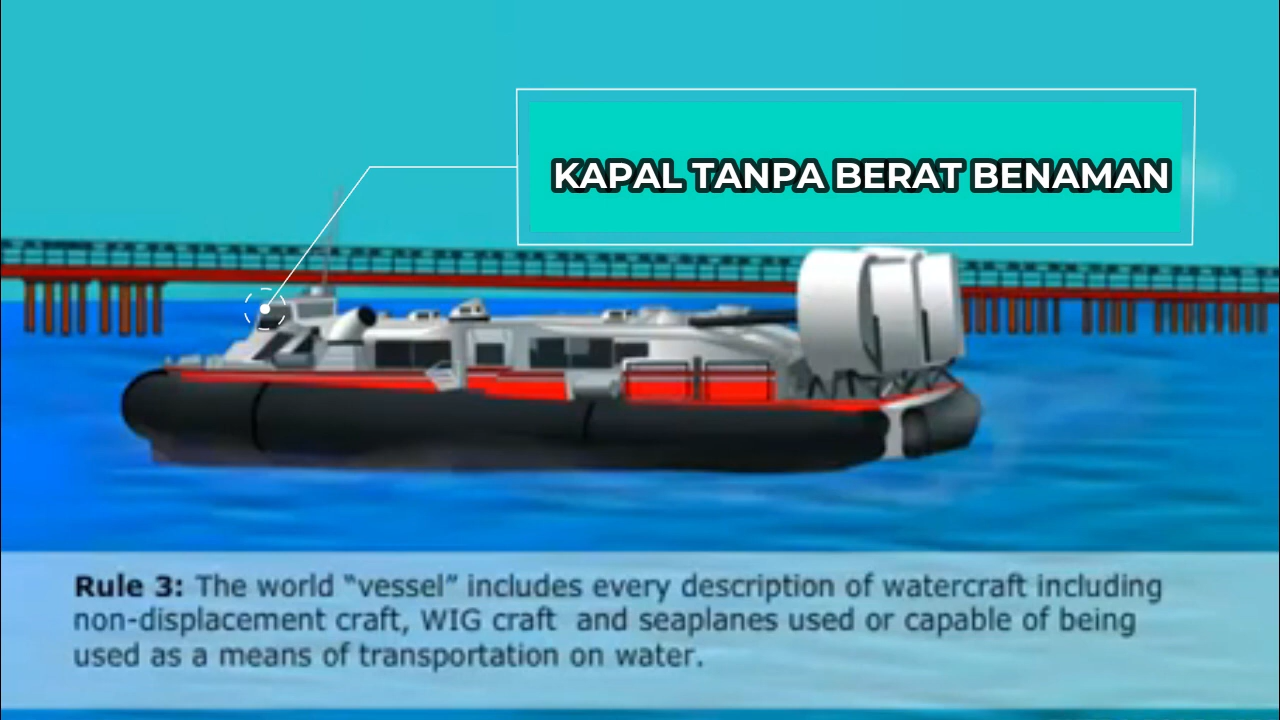 KAPAL TANPA BERAT BENAMAN
Rule 3: The world “vessel” includes every description of watercraft including
non-displacement craft, WIG craft and seaplanes used or capable of being
used as a means of transportation on water.